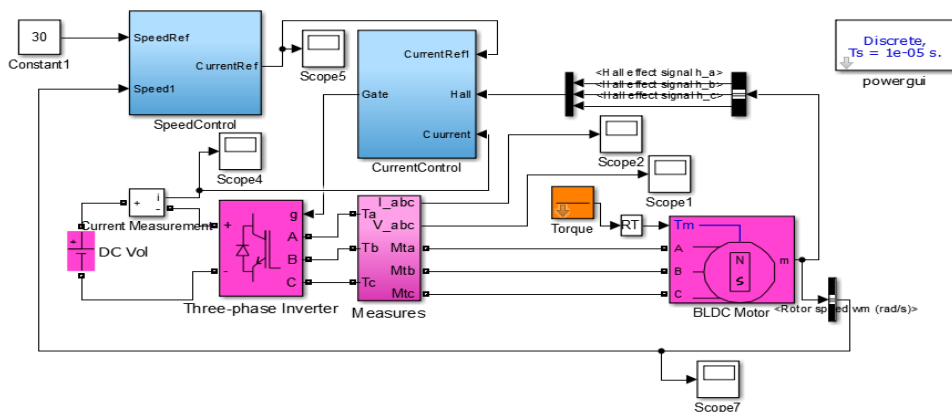 30
Constant1
SpeedRef
CurrentRef
Speed1
SpeedControl
Scope5
CurrentRef1
Gate
Hall
Cuurrent
CurrentControl
<Hall effect signal h_a>
<Hall effect signal h_b>
<Hall effect signal h_c>
Discrete,
Ts = 1e-05 s.
powergui
Scope4
Scope2
Scope1
+
i
-
Current Measurement
+
DC Vol
+
-
g
A
B
C
Three-phase Inverter
I_abc
V_abc
Ta
Tb
Tc
Mta
Mtb
Mtc
Measures
Torque
RT
Tm
A
B
C
N
S
m
BLDC Motor
<Rotor speed wm (rad/s)>
Scope7